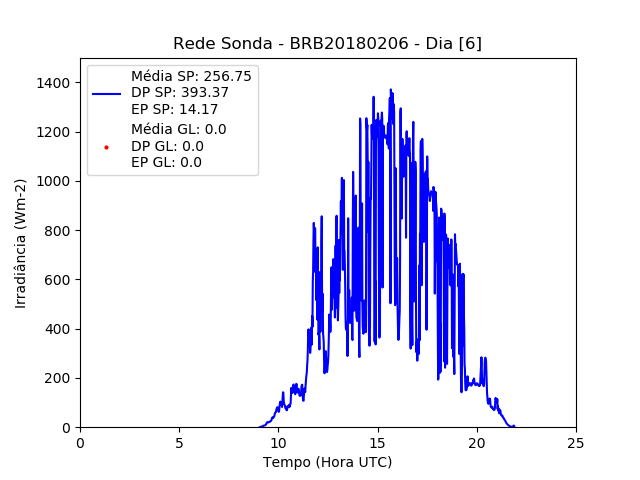 Rede Sonda - BRB20180206 - Dia [6]
Média SP: 256.75
DP SP: 393.37
EP SP: 14.17
Média GL: 0.0
DP GL: 0.0
EP GL: 0.0
Irradiância (Wm-2)
1400
1200
1000
800
600
400
200
0
0 5 10 15 20 25
Tempo (Hora UTC)